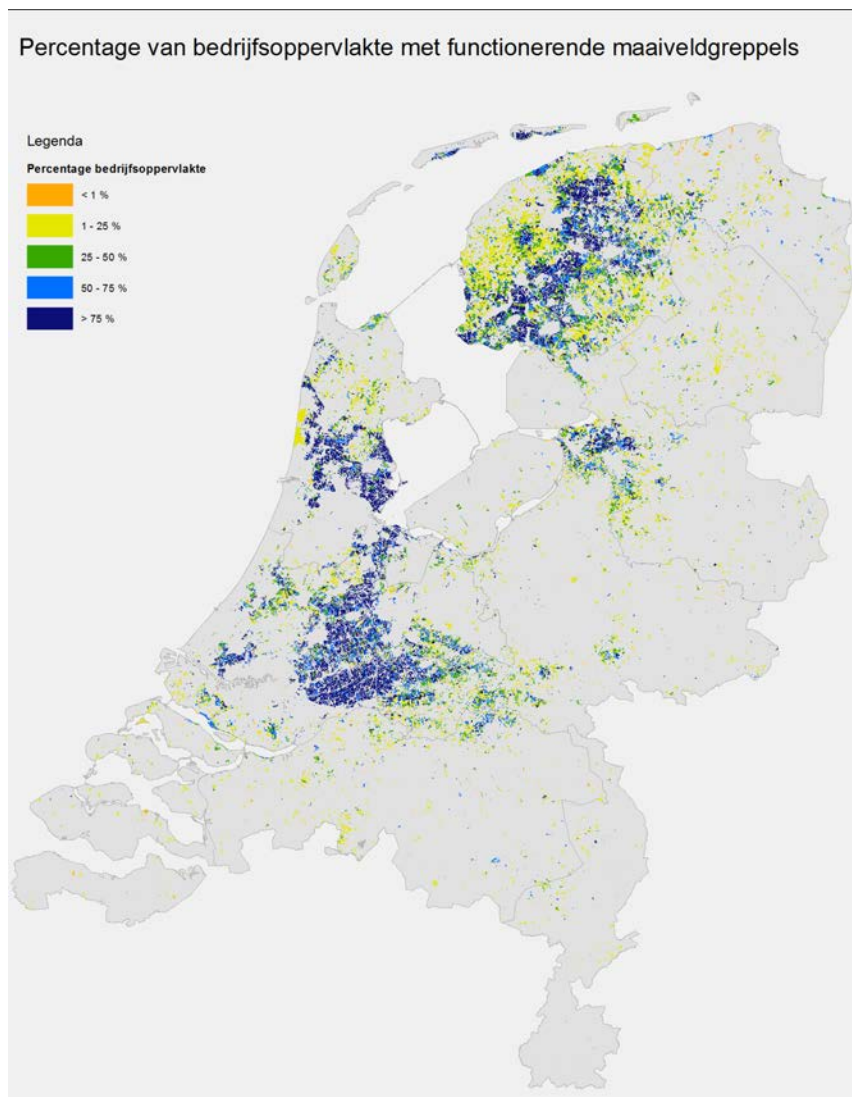 Percentage van bedrijfsoppervlakte met functionerende maaiveldgreppels
Legenda
Percentage bedrijfsoppervlakte
< 1 %
1 - 25 %
25 - 50 %
50 - 75 %
> 75 %